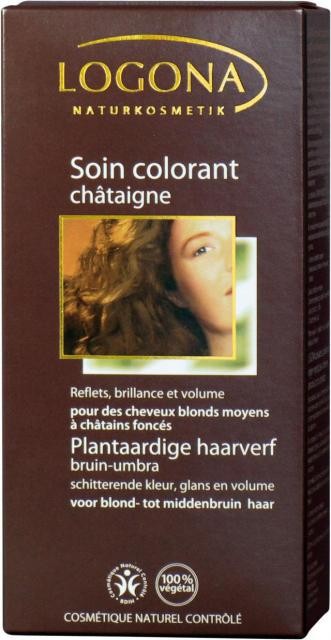 LOGONA
NATURKOSMETIK
Soin colorant
châtaigne
Reflets, brillance et volume
pour des cheveux blonds moyens
à châtains foncés
Plantaardige haarverf
bruin-umbra
schitterende kleur, glans en volume
voor blond- tot middenbruin haar
Cosmétique Naturel Contrôlé
BDIH
100%
végétal
COSMÉTIQUE NATUREL CONTRÔLÉ